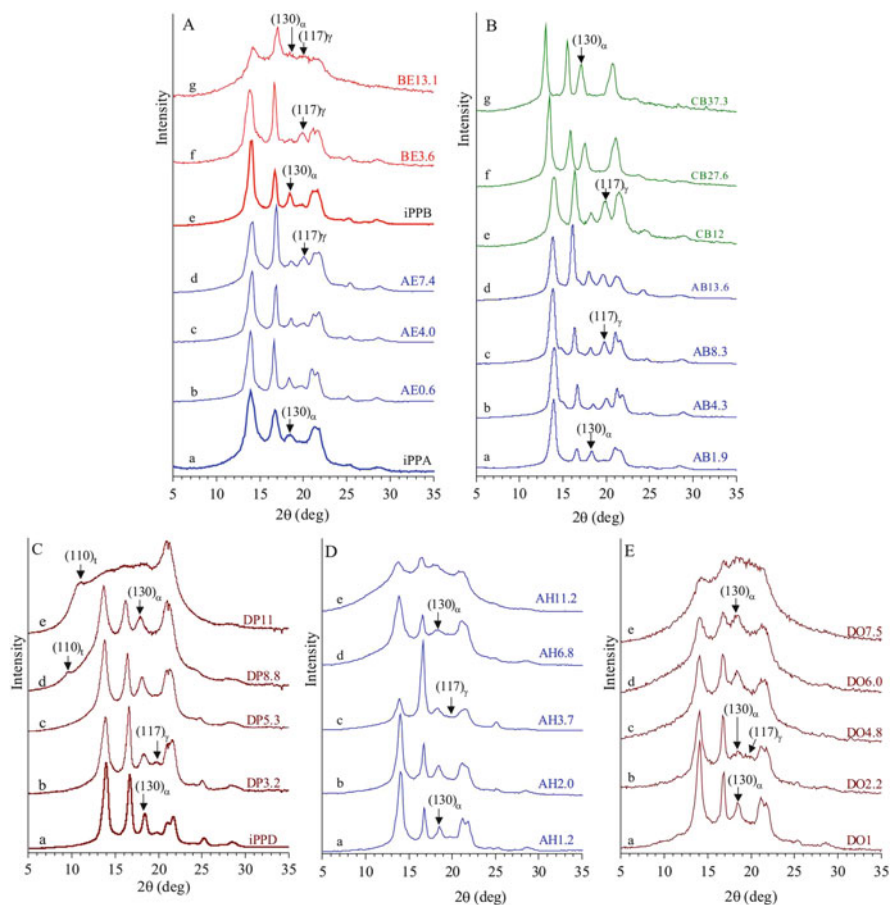 A
(130)α
(117)γ
g
BE13.1
(117)γ
f
BE3.6
(130)α
e
iPPB
(117)γ
d
AE7.4
c
AE4.0
b
AE0.6
(130)α
a
iPPA
Intensity
5 10 15 20 25 30 35
2θ (deg)
B
(130)α
g
CB37.3
f
CB27.6
(117)γ
e
CB12
d
AB13.6
(117)γ
c
AB8.3
b
AB4.3
(130)α
a
AB1.9
Intensity
5 10 15 20 25 30 35
2θ (deg)
C
(110)t
e
(130)α
DP11
(110)t
d
DP8.8
c
DP5.3
(117)γ
b
DP3.2
(130)α
a
iPPD
Intensity
5 10 15 20 25 30 35
2θ (deg)
D
e
AH11.2
(130)α
d
AH6.8
(117)γ
c
AH3.7
b
AH2.0
(130)α
a
AH1.2
Intensity
5 10 15 20 25 30 35
2θ (deg)
E
e
DO7.5
(130)α
d
DO6.0
c
DO4.8
(130)α
(117)γ
b
DO2.2
(130)α
a
DO1
Intensity
5 10 15 20 25 30 35
2θ (deg)